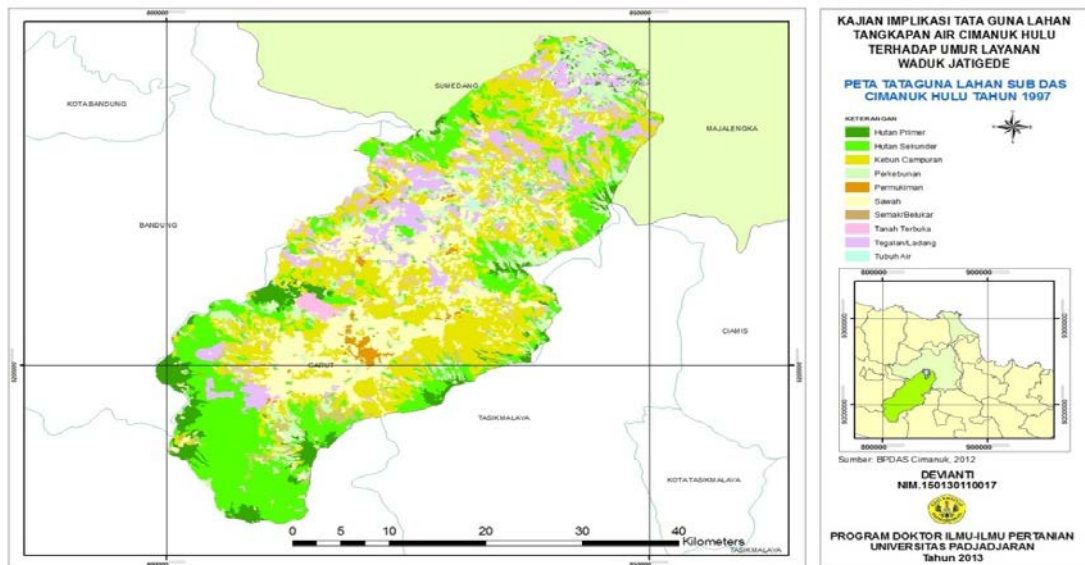 800000
850000
SUMEDANG
KOTA BANDUNG
MAJALENGKA
BANDUNG
CIAMIS
GARUT
TASIKMALAYA
KOTA TASIKMALAYA
0 5 10 20 30 40
Kilometers
TASIKMALAYA
KAJIAN IMPLIKASI TATA GUNA LAHAN
TANGKAPAN AIR CIMANUK HULU
TERHADAP UMUR LAYANAN
WADUK JATIGEDE
PETA TATAGUNA LAHAN SUB DAS
CIMANUK HULU TAHUN 1997
KETERANGAN
Hutan Primer
Hutan Sekunder
Kebun Campuran
Perkebunan
Permukiman
Sawah
Semak/Belukar
Tanah Terbuka
Tegalan/Ladang
Tubuh Air
800000 900000
800000 900000
Sumber: BPDAS Cimanuk, 2012
DEVIANTI
NIM.150130110017
PROGRAM DOKTOR ILMU-ILMU PERTANIAN
UNIVERSITAS PADJADJARAN
Tahun 2013